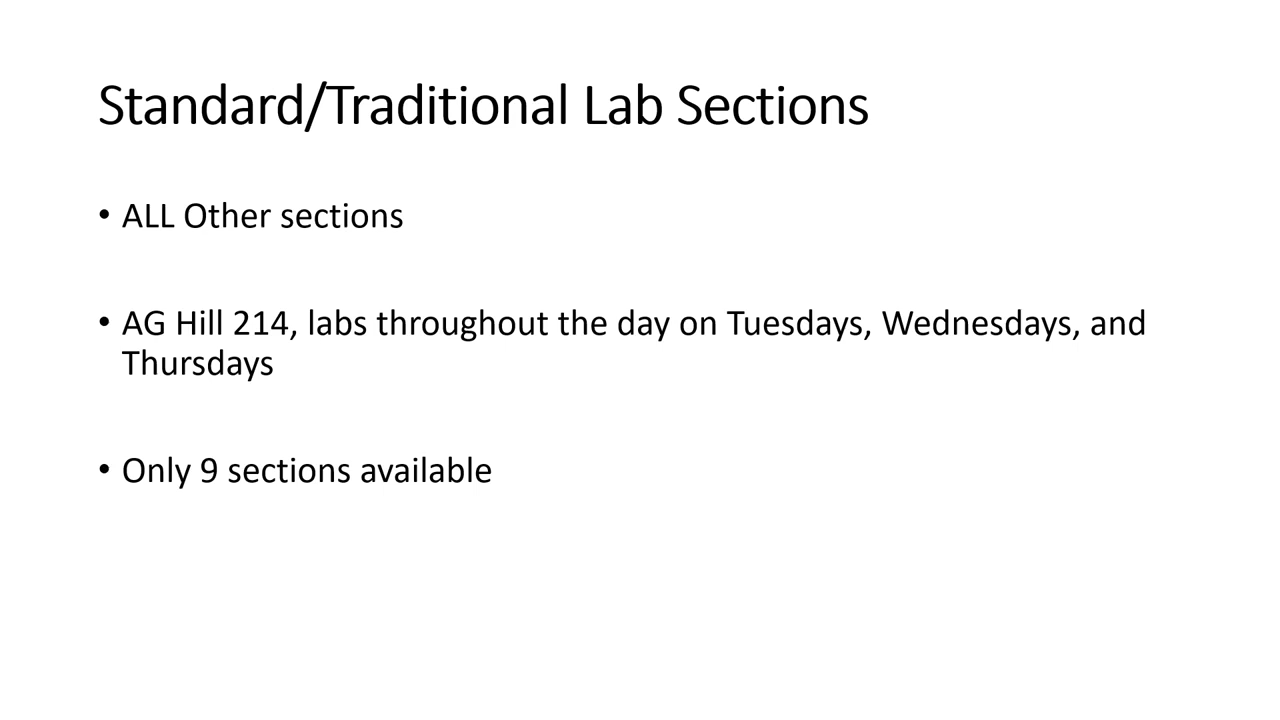 Standard/Traditional Lab Sections
• ALL Other sections
• AG Hill 214, labs throughout the day on Tuesdays, Wednesdays, and
Thursdays
• Only 9 sections available